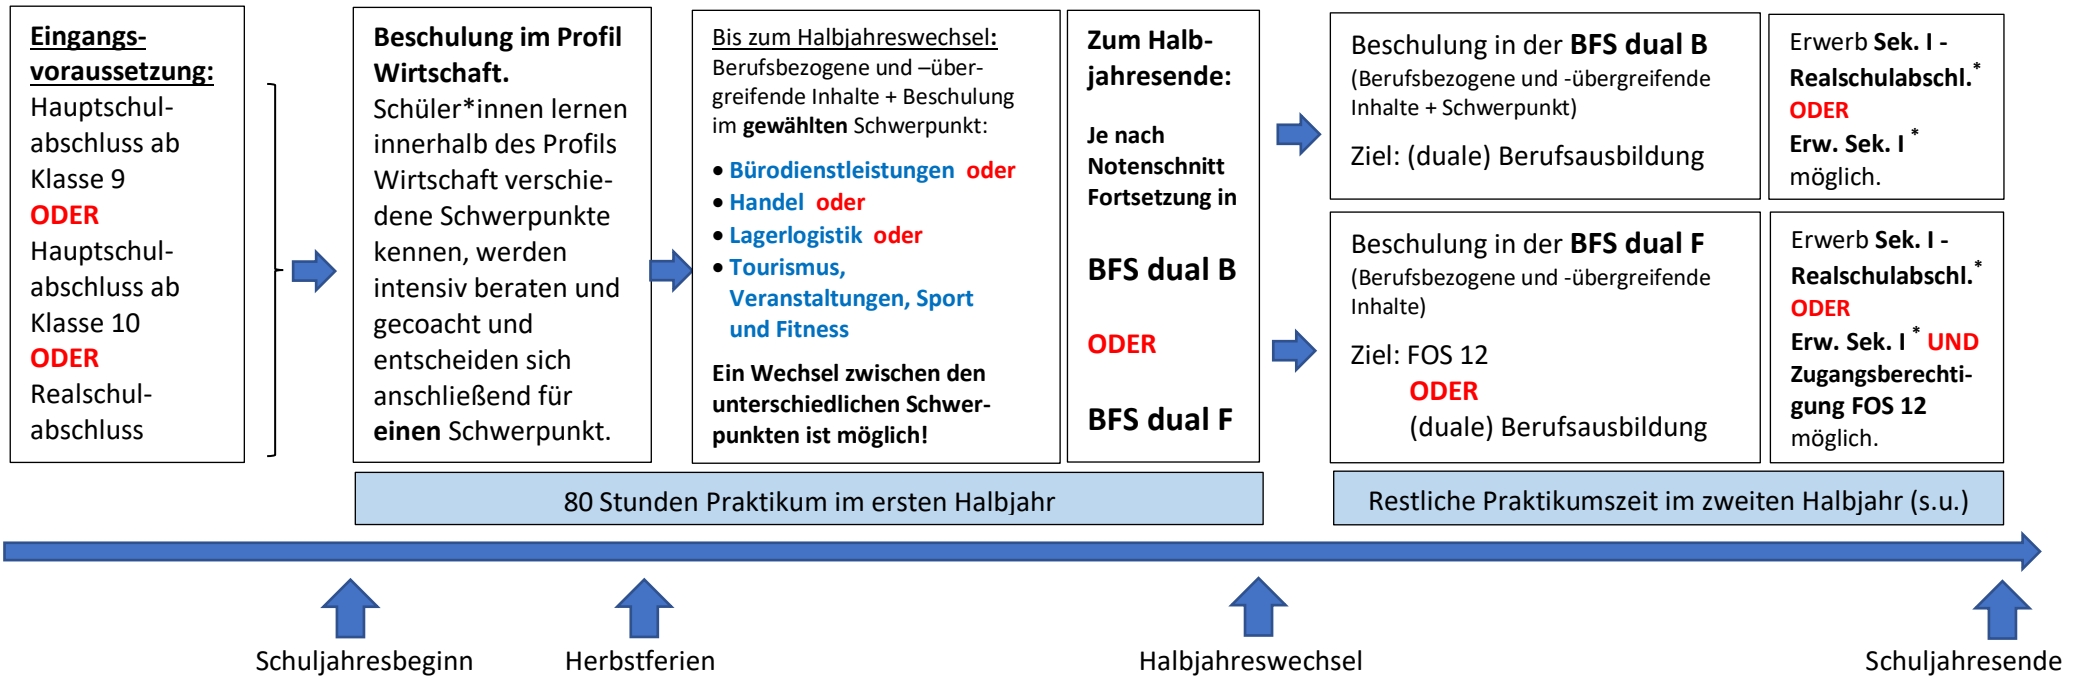 Eingangs-
voraussetzung:
Hauptschul-
abschluss ab
Klasse 9
ODER
Hauptschul-
abschluss ab
Klasse 10
ODER
Realschul-
abschluss
Beschulung im Profil
Wirtschaft.
Schüler*innen lernen
innerhalb des Profils
Wirtschaft verschie-
dene Schwerpunkte
kennen, werden
intensiv beraten und
gecoacht und
entscheiden sich
anschließend für
einen Schwerpunkt.
Bis zum Halbjahreswechsel:
Berufsbezogene und –über-
greifende Inhalte + Beschulung
im gewählten Schwerpunkt:
• Bürodienstleistungen oder
• Handel oder
• Lagerlogistik oder
• Tourismus,
Veranstaltungen, Sport
und Fitness
Ein Wechsel zwischen den
unterschiedlichen Schwer-
punkten ist möglich!
Zum Halb-
jahresende:
Je nach
Notenschnitt
Fortsetzung in
BFS dual B
ODER
BFS dual F
Beschulung in der BFS dual B
(Berufsbezogene und -übergreifende
Inhalte + Schwerpunkt)
Ziel: (duale) Berufsausbildung
Erwerb Sek. I -
Realschulabschl.*
ODER
Erw. Sek. I *
möglich.
Beschulung in der BFS dual F
(Berufsbezogene und -übergreifende
Inhalte)
Ziel: FOS 12
ODER
(duale) Berufsausbildung
Erwerb Sek. I -
Realschulabschl.*
ODER
Erw. Sek. I * UND
Zugangsberechti-
gung FOS 12
möglich.
80 Stunden Praktikum im ersten Halbjahr
Restliche Praktikumszeit im zweiten Halbjahr (s.u.)
Schuljahresbeginn
Herbstferien
Halbjahreswechsel
Schuljahresende